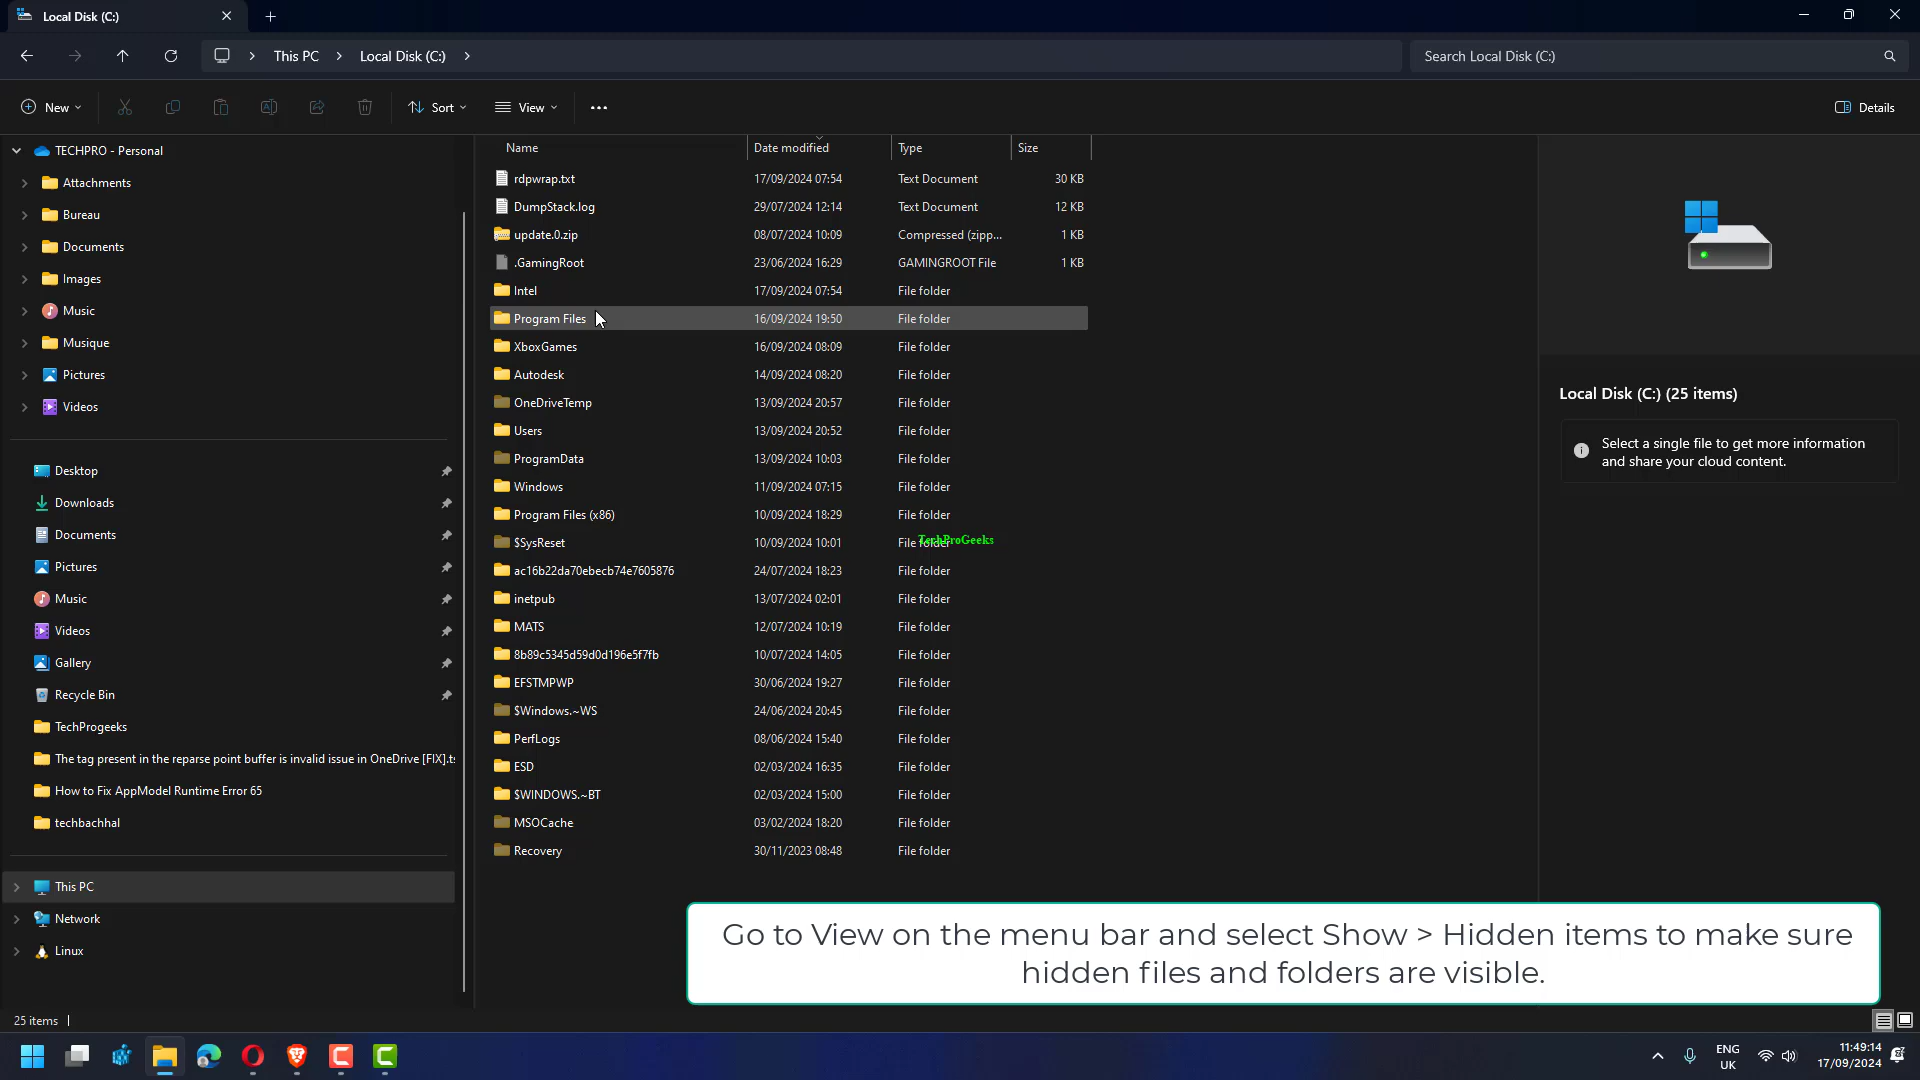 Local Disk (C:)
This PC > Local Disk (C:) >
Search Local Disk (C:)
New
Sort
View
Details
TECHPRO - Personal
Attachments
Bureau
Documents
Images
Music
Musique
Pictures
Videos
Desktop
Downloads
Documents
Pictures
Music
Videos
Gallery
Recycle Bin
TechProgeeks
The tag present in the reparse point buffer is invalid issue in OneDrive [FIX].ts
How to Fix AppModel Runtime Error 65
techbachhal
This PC
Network
Linux
Name Date modified Type Size
rdpwrap.txt 17/09/2024 07:54 Text Document 30 KB
DumpStack.log 29/07/2024 12:14 Text Document 12 KB
update.0.zip 08/07/2024 10:09 Compressed (zipp... 1 KB
.GamingRoot 23/06/2024 16:29 GAMINGROOT File 1 KB
Intel 17/09/2024 07:54 File folder
Program Files 16/09/2024 19:50 File folder
XboxGames 16/09/2024 08:09 File folder
Autodesk 14/09/2024 08:20 File folder
OneDriveTemp 13/09/2024 20:57 File folder
Users 13/09/2024 20:52 File folder
ProgramData 13/09/2024 10:03 File folder
Windows 11/09/2024 07:15 File folder
Program Files (x86) 10/09/2024 18:29 File folder
$SysReset 10/09/2024 10:01 File folder
TechProGeeks
ac16b22da70ebecb74e7605876 24/07/2024 18:23 File folder
inetpub 13/07/2024 02:01 File folder
MATS 12/07/2024 10:19 File folder
8b89c5345d59d0d196e5f7fb 10/07/2024 14:05 File folder
EFSTMPWP 30/06/2024 19:27 File folder
$Windows.~WS 24/06/2024 20:45 File folder
PerfLogs 08/06/2024 15:40 File folder
ESD 02/03/2024 16:35 File folder
$WINDOWS.~BT 02/03/2024 15:00 File folder
MSOCache 03/02/2024 18:20 File folder
Recovery 30/11/2023 08:48 File folder
Local Disk (C:) (25 items)
Select a single file to get more information
and share your cloud content.
Go to View on the menu bar and select Show > Hidden items to make sure
hidden files and folders are visible.
25 items
ENG
UK
11:49:14
17/09/2024